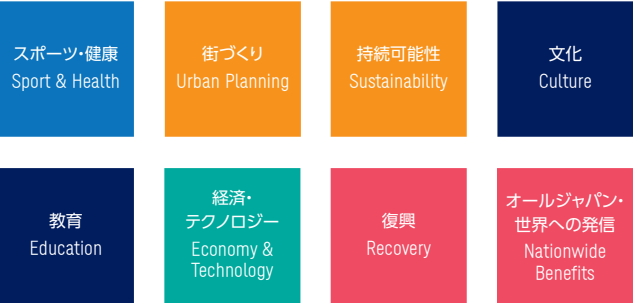 スポーツ・健康
Sport & Health
街づくり
Urban Planning
持続可能性
Sustainability
文化
Culture
教育
Education
経済・
テクノロジー
Economy &
Technology
復興
Recovery
オールジャパン・
世界への発信
Nationwide
Benefits